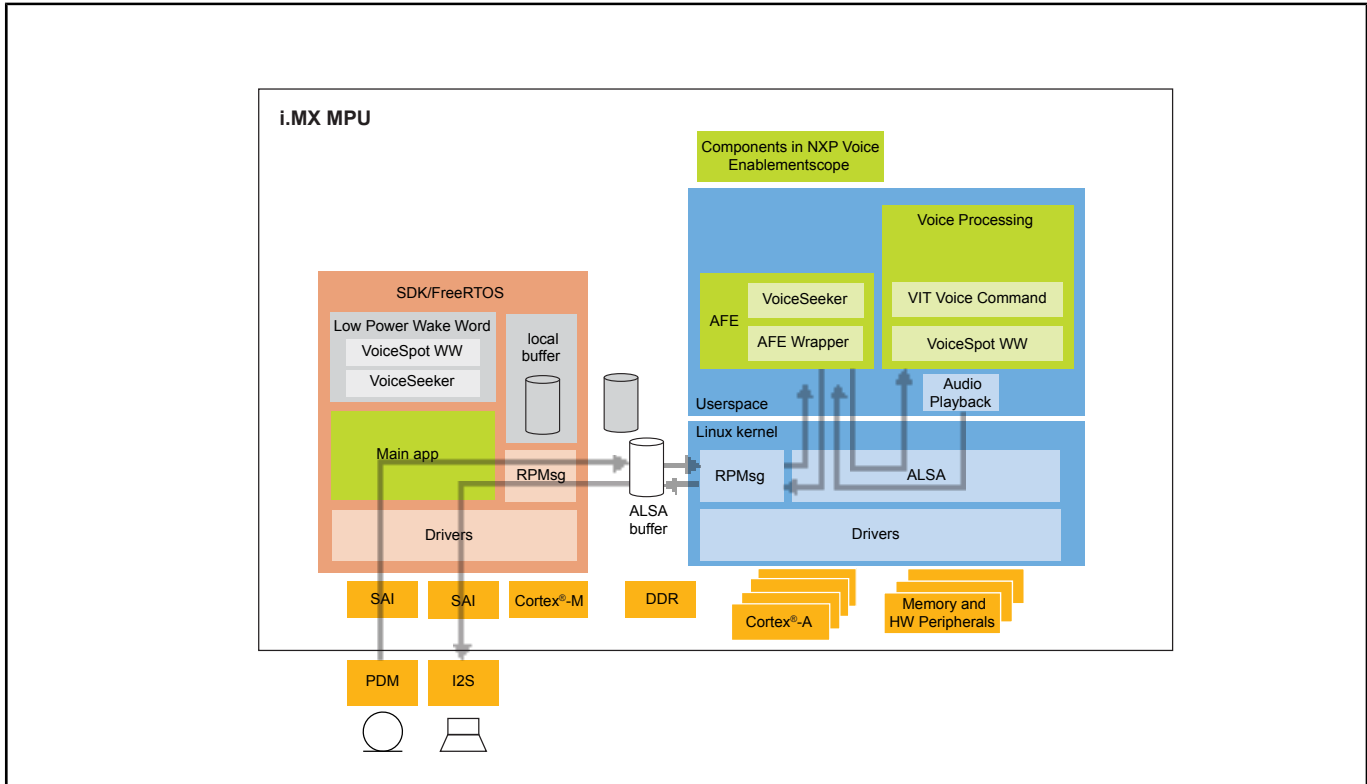 i.MX MPU
Components in NXP Voice
Enablementscope
Voice Processing
SDK/FreeRTOS
VoiceSeeker
VIT Voice Command
AFE
Low Power Wake Word
local
buffer
VoiceSpot WW
AFE Wrapper
VoiceSpot WW
VoiceSeeker
Audio
Playback
Userspace
Linux kernel
Main app
RPMsg
RPMsg
ALSA
ALSA
buffer
Drivers
Drivers
SAI
SAI
Cortex®-M
DDR
Cortex®-A
Memory and
HW Peripherals
PDM
I2S